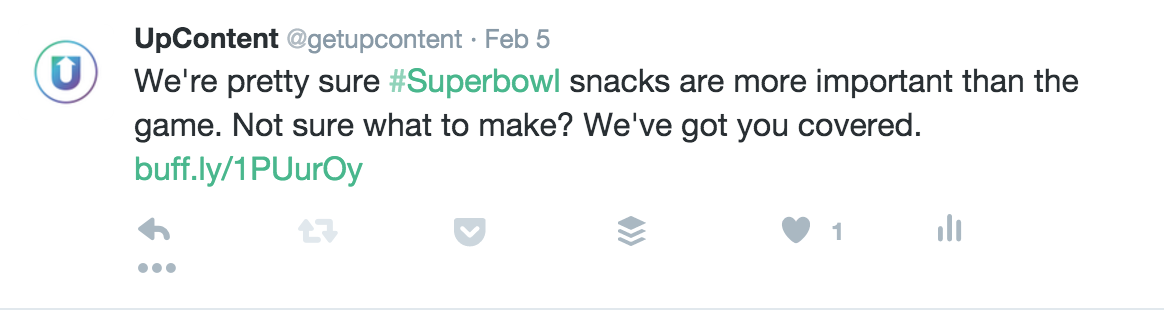 UpContent @getupcontent · Feb 5
We're pretty sure #Superbowl snacks are more important than the
game. Not sure what to make? We've got you covered.
buff.ly/1PUurOy
1